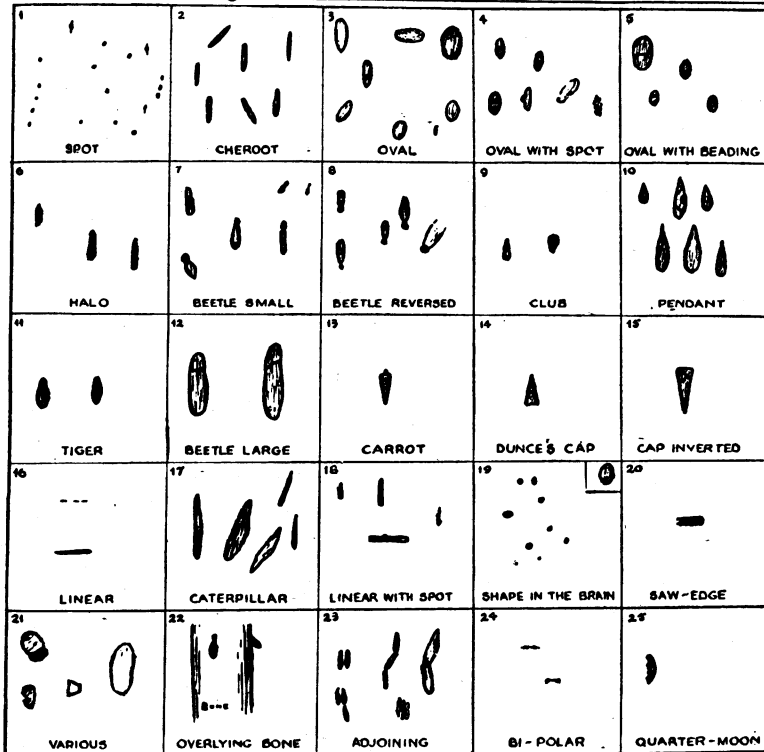 1 2 3 4 5
SPOT CHEROOT OVAL OVAL WITH SPOT OVAL WITH BEADING
6 7 8 9 10
HALO BEETLE SMALL BEETLE REVERSED CLUB PENDANT
11 12 13 14 15
TIGER BEETLE LARGE CARROT DUNCE'S CAP CAP INVERTED
16 17 18 19 20
LINEAR CATERPILLAR LINEAR WITH SPOT SHAPE IN THE BRAIN SAW-EDGE
21 22 23 24 25
BONE
VARIOUS OVERLYING BONE ADJOINING BI-POLAR QUARTER-MOON